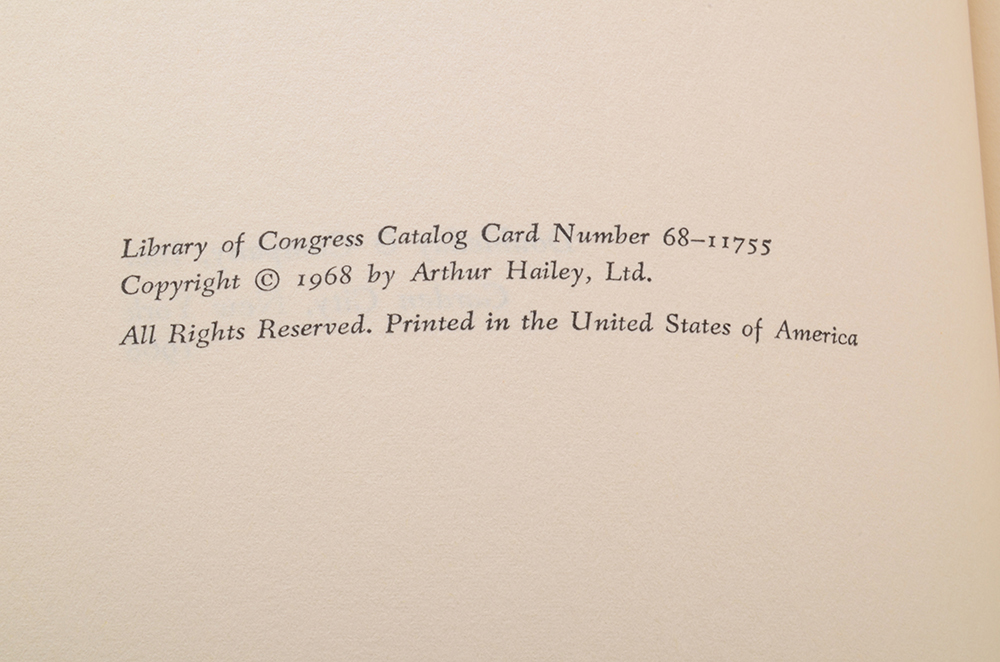 Library of Congress Catalog Card Number 68–11755
Copyright © 1968 by Arthur Hailey, Ltd.
All Rights Reserved. Printed in the United States of America